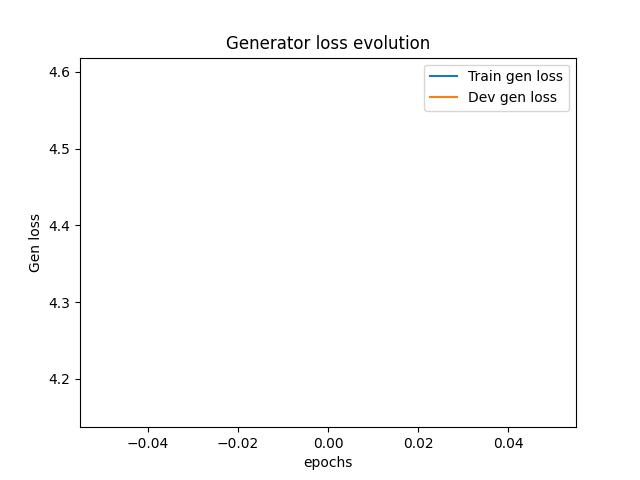 Generator loss evolution
Train gen loss
Dev gen loss
4.6
4.5
4.4
4.3
4.2
Gen loss
−0.04
−0.02
0.00
0.02
0.04
epochs